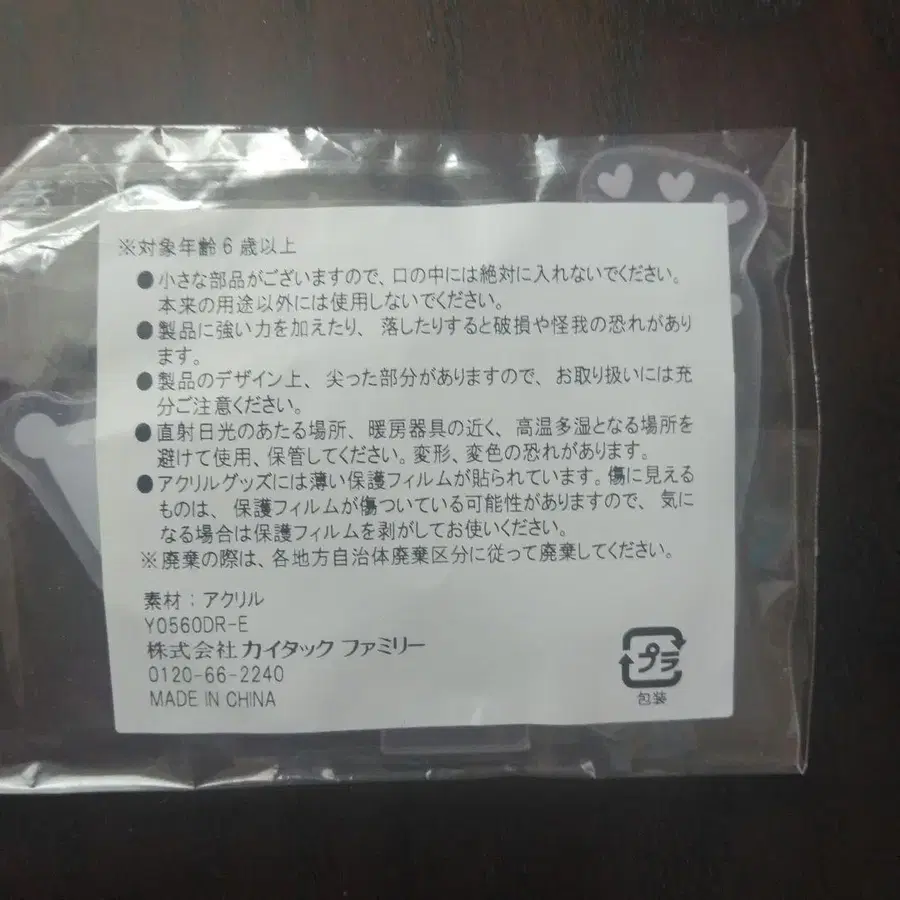 ※対象年齢6歳以上
●小さな部品がございますので、口の中には絶対に入れないでください。
本来の用途以外には使用しないでください。
●製品に強い力を加えたり、落したりすると破損や怪我の恐れがあり
ます。
●製品のデザイン上、尖った部分がありますので、お取り扱いには充
分ご注意ください。
●直射日光のあたる場所、暖房器具の近く、高温多湿となる場所を
避けて使用、保管してください。変形、変色の恐れがあります。
●アクリルグッズには薄い保護フィルムが貼られています。傷に見える
ものは、保護フィルムが傷ついている可能性がありますので、気に
なる場合は保護フィルムを剥がしてお使いください。
※廃棄の際は、各地方自治体廃棄区分に従って廃棄してください。
素材：アクリル
Y0560DR-E
株式会社カイタックファミリー
0120-66-2240
MADE IN CHINA
プラ
包装